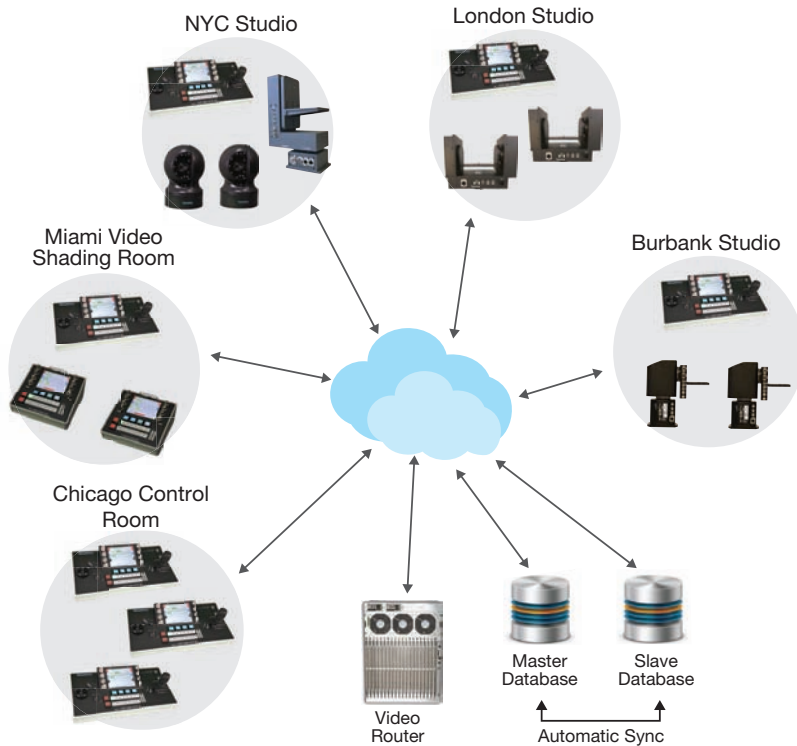 NYC Studio
London Studio
Miami Video
Shading Room
Burbank Studio
Chicago Control
Room
Video
Router
Master
Database
Slave
Database
Automatic Sync